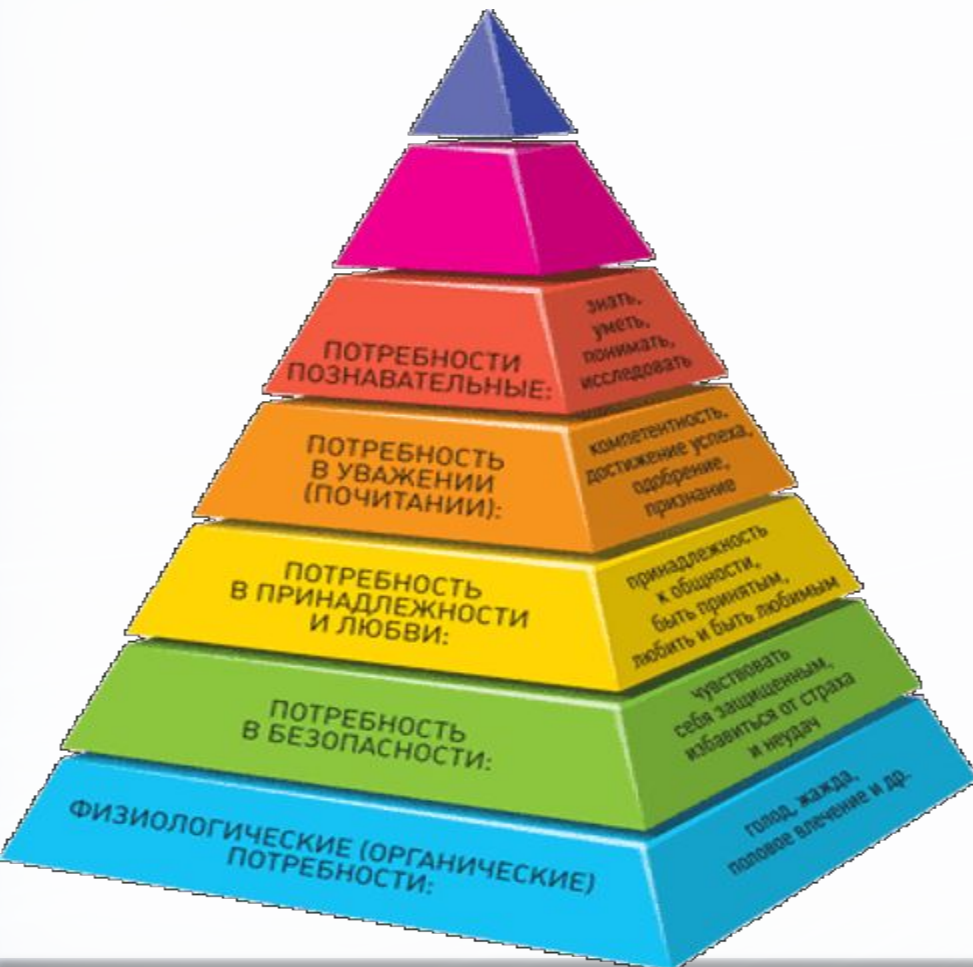 ПОТРЕБНОСТИ
ПОЗНАВАТЕЛЬНЫЕ:
знать,
уметь,
понимать,
исследовать
ПОТРЕБНОСТЬ
В УВАЖЕНИИ
(ПОЧИТАНИИ):
компетентность,
достижение успеха,
одобрение,
признание
ПОТРЕБНОСТЬ
В ПРИНАДЛЕЖНОСТИ
И ЛЮБВИ:
принадлежность
к общности,
быть принятым,
любить и быть любимым
ПОТРЕБНОСТЬ
В БЕЗОПАСНОСТИ:
чувствовать
себя защищенным,
избавиться от страха
и неудач
ФИЗИОЛОГИЧЕСКИЕ (ОРГАНИЧЕСКИЕ)
ПОТРЕБНОСТИ:
голод, жажда,
половое влечение и др.